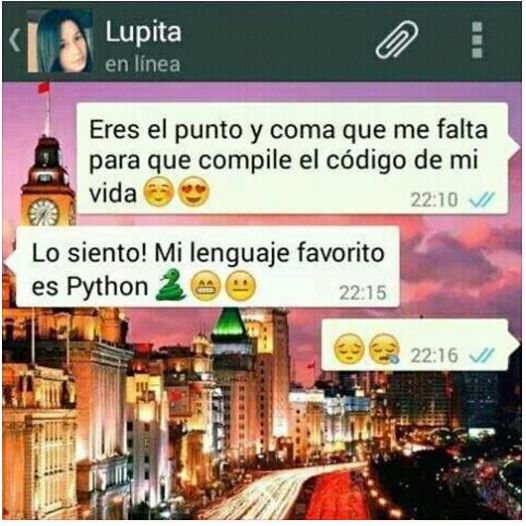 Lupita
en línea
Eres el punto y coma que me falta
para que compile el código de mi
vida ☺️😍
22:10
Lo siento! Mi lenguaje favorito
es Python 🐍😁😐
22:15
😔😪 22:16